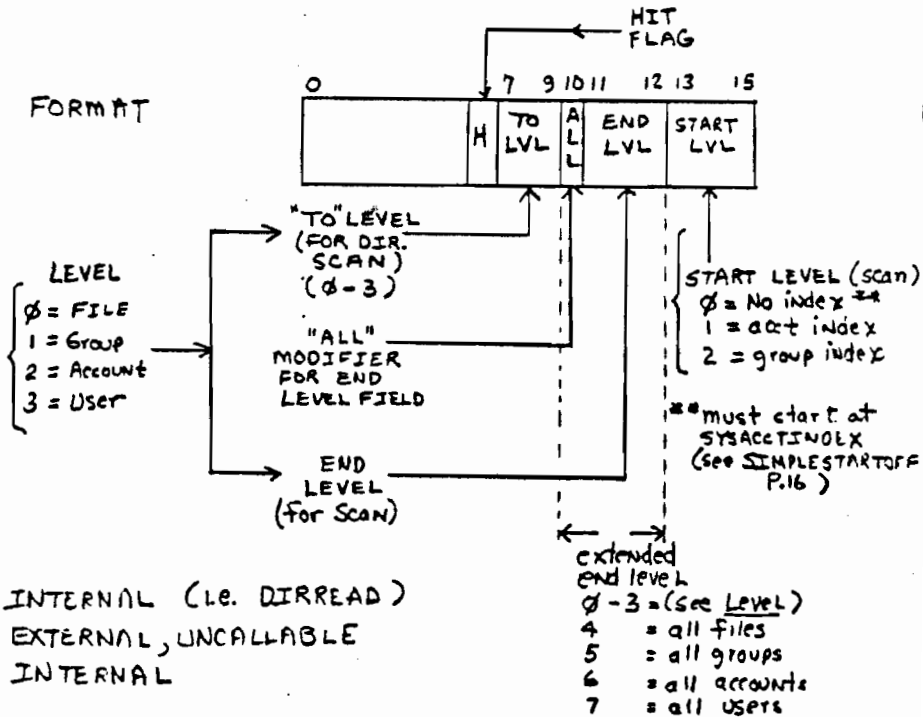 HIT
FLAG
FORMAT
0 7 9 10 11 12 13 15
H
TO
LVL
ALL
END
LVL
START
LVL
"TO" LEVEL
(FOR DIR.
SCAN)
(Ø-3)
LEVEL
Ø = FILE
1 = Group
2 = Account
3 = User
"ALL"
MODIFIER
FOR END
LEVEL FIELD
END
LEVEL
(for SCAN)
START LEVEL (scan)
Ø = No index **
1 = acct index
2 = group index
** must start at
SYSACCTINDEX
(see SIMPLESTARTOFF
P.16)
extended
end level
Ø-3 = (see Level)
4 = all files
5 = all groups
6 = all accounts
7 = all users
INTERNAL (i.e. DIRREAD)
EXTERNAL, UNCALLABLE
INTERNAL